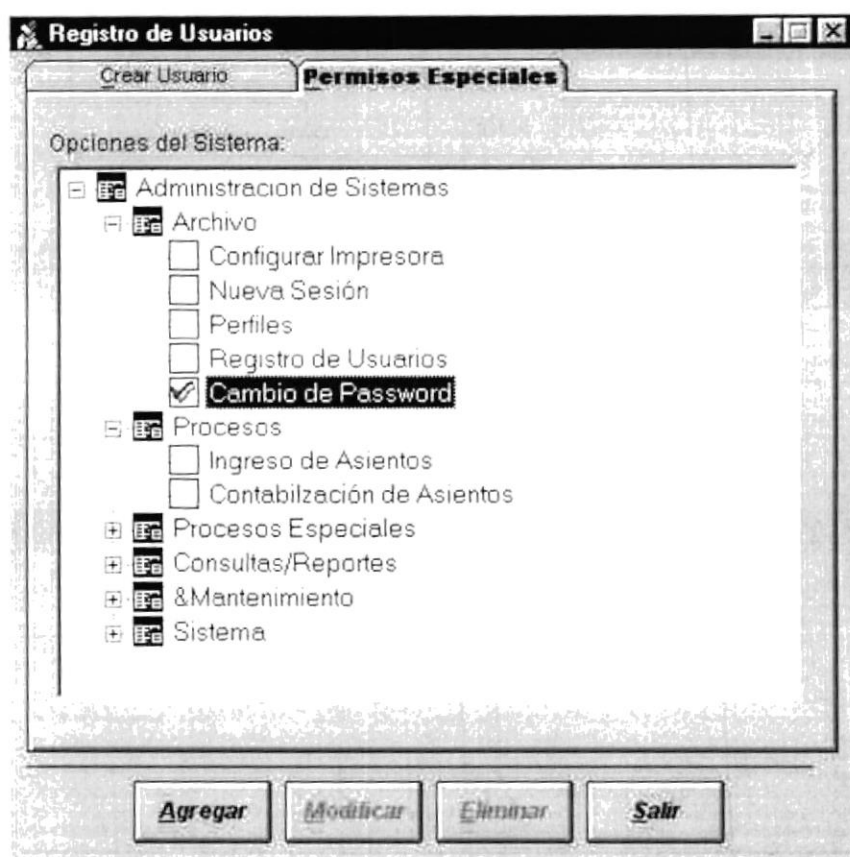 Registro de Usuarios
Crear Usuario Permisos Especiales
Opciones del Sistema:
Administracion de Sistemas
Archivo
Configurar Impresora
Nueva Sesión
Perfiles
Registro de Usuarios
Cambio de Password
Procesos
Ingreso de Asientos
Contabilzación de Asientos
Procesos Especiales
Consultas/Reportes
&Mantenimiento
Sistema
Agregar Modificar Eliminar Salir